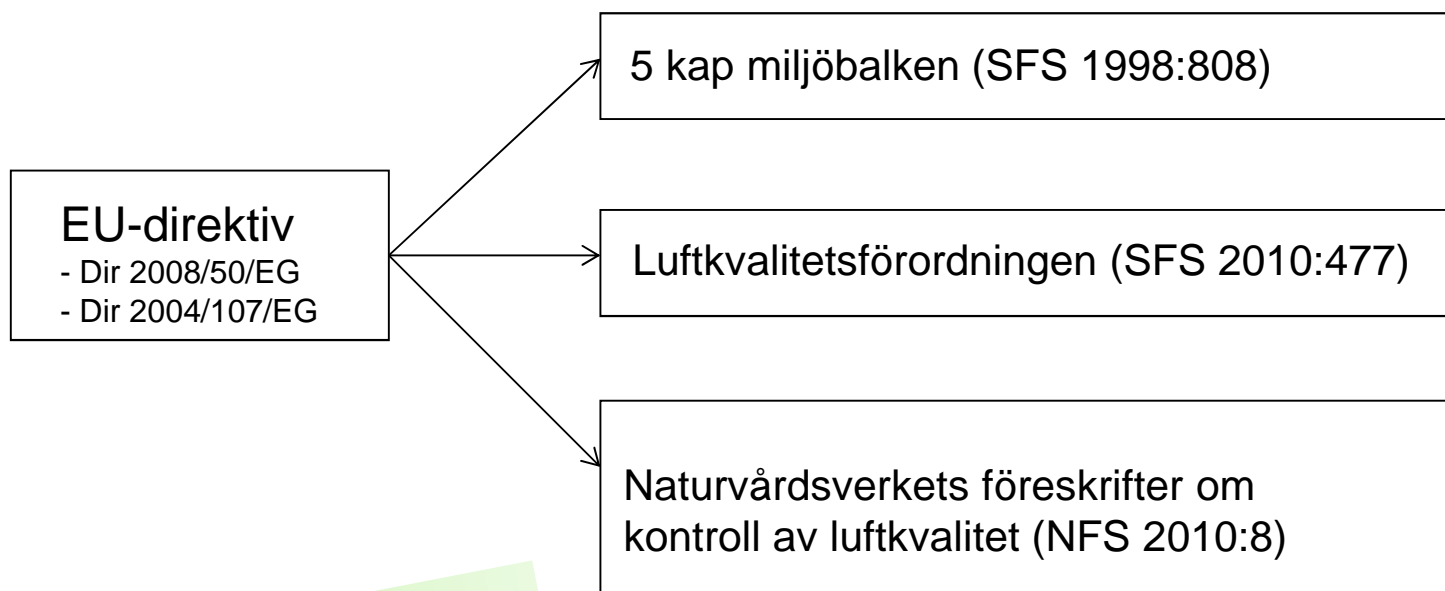 5 kap miljöbalken (SFS 1998:808)
EU-direktiv
- Dir 2008/50/EG
- Dir 2004/107/EG
Luftkvalitetsförordningen (SFS 2010:477)
Naturvårdsverkets föreskrifter om
kontroll av luftkvalitet (NFS 2010:8)